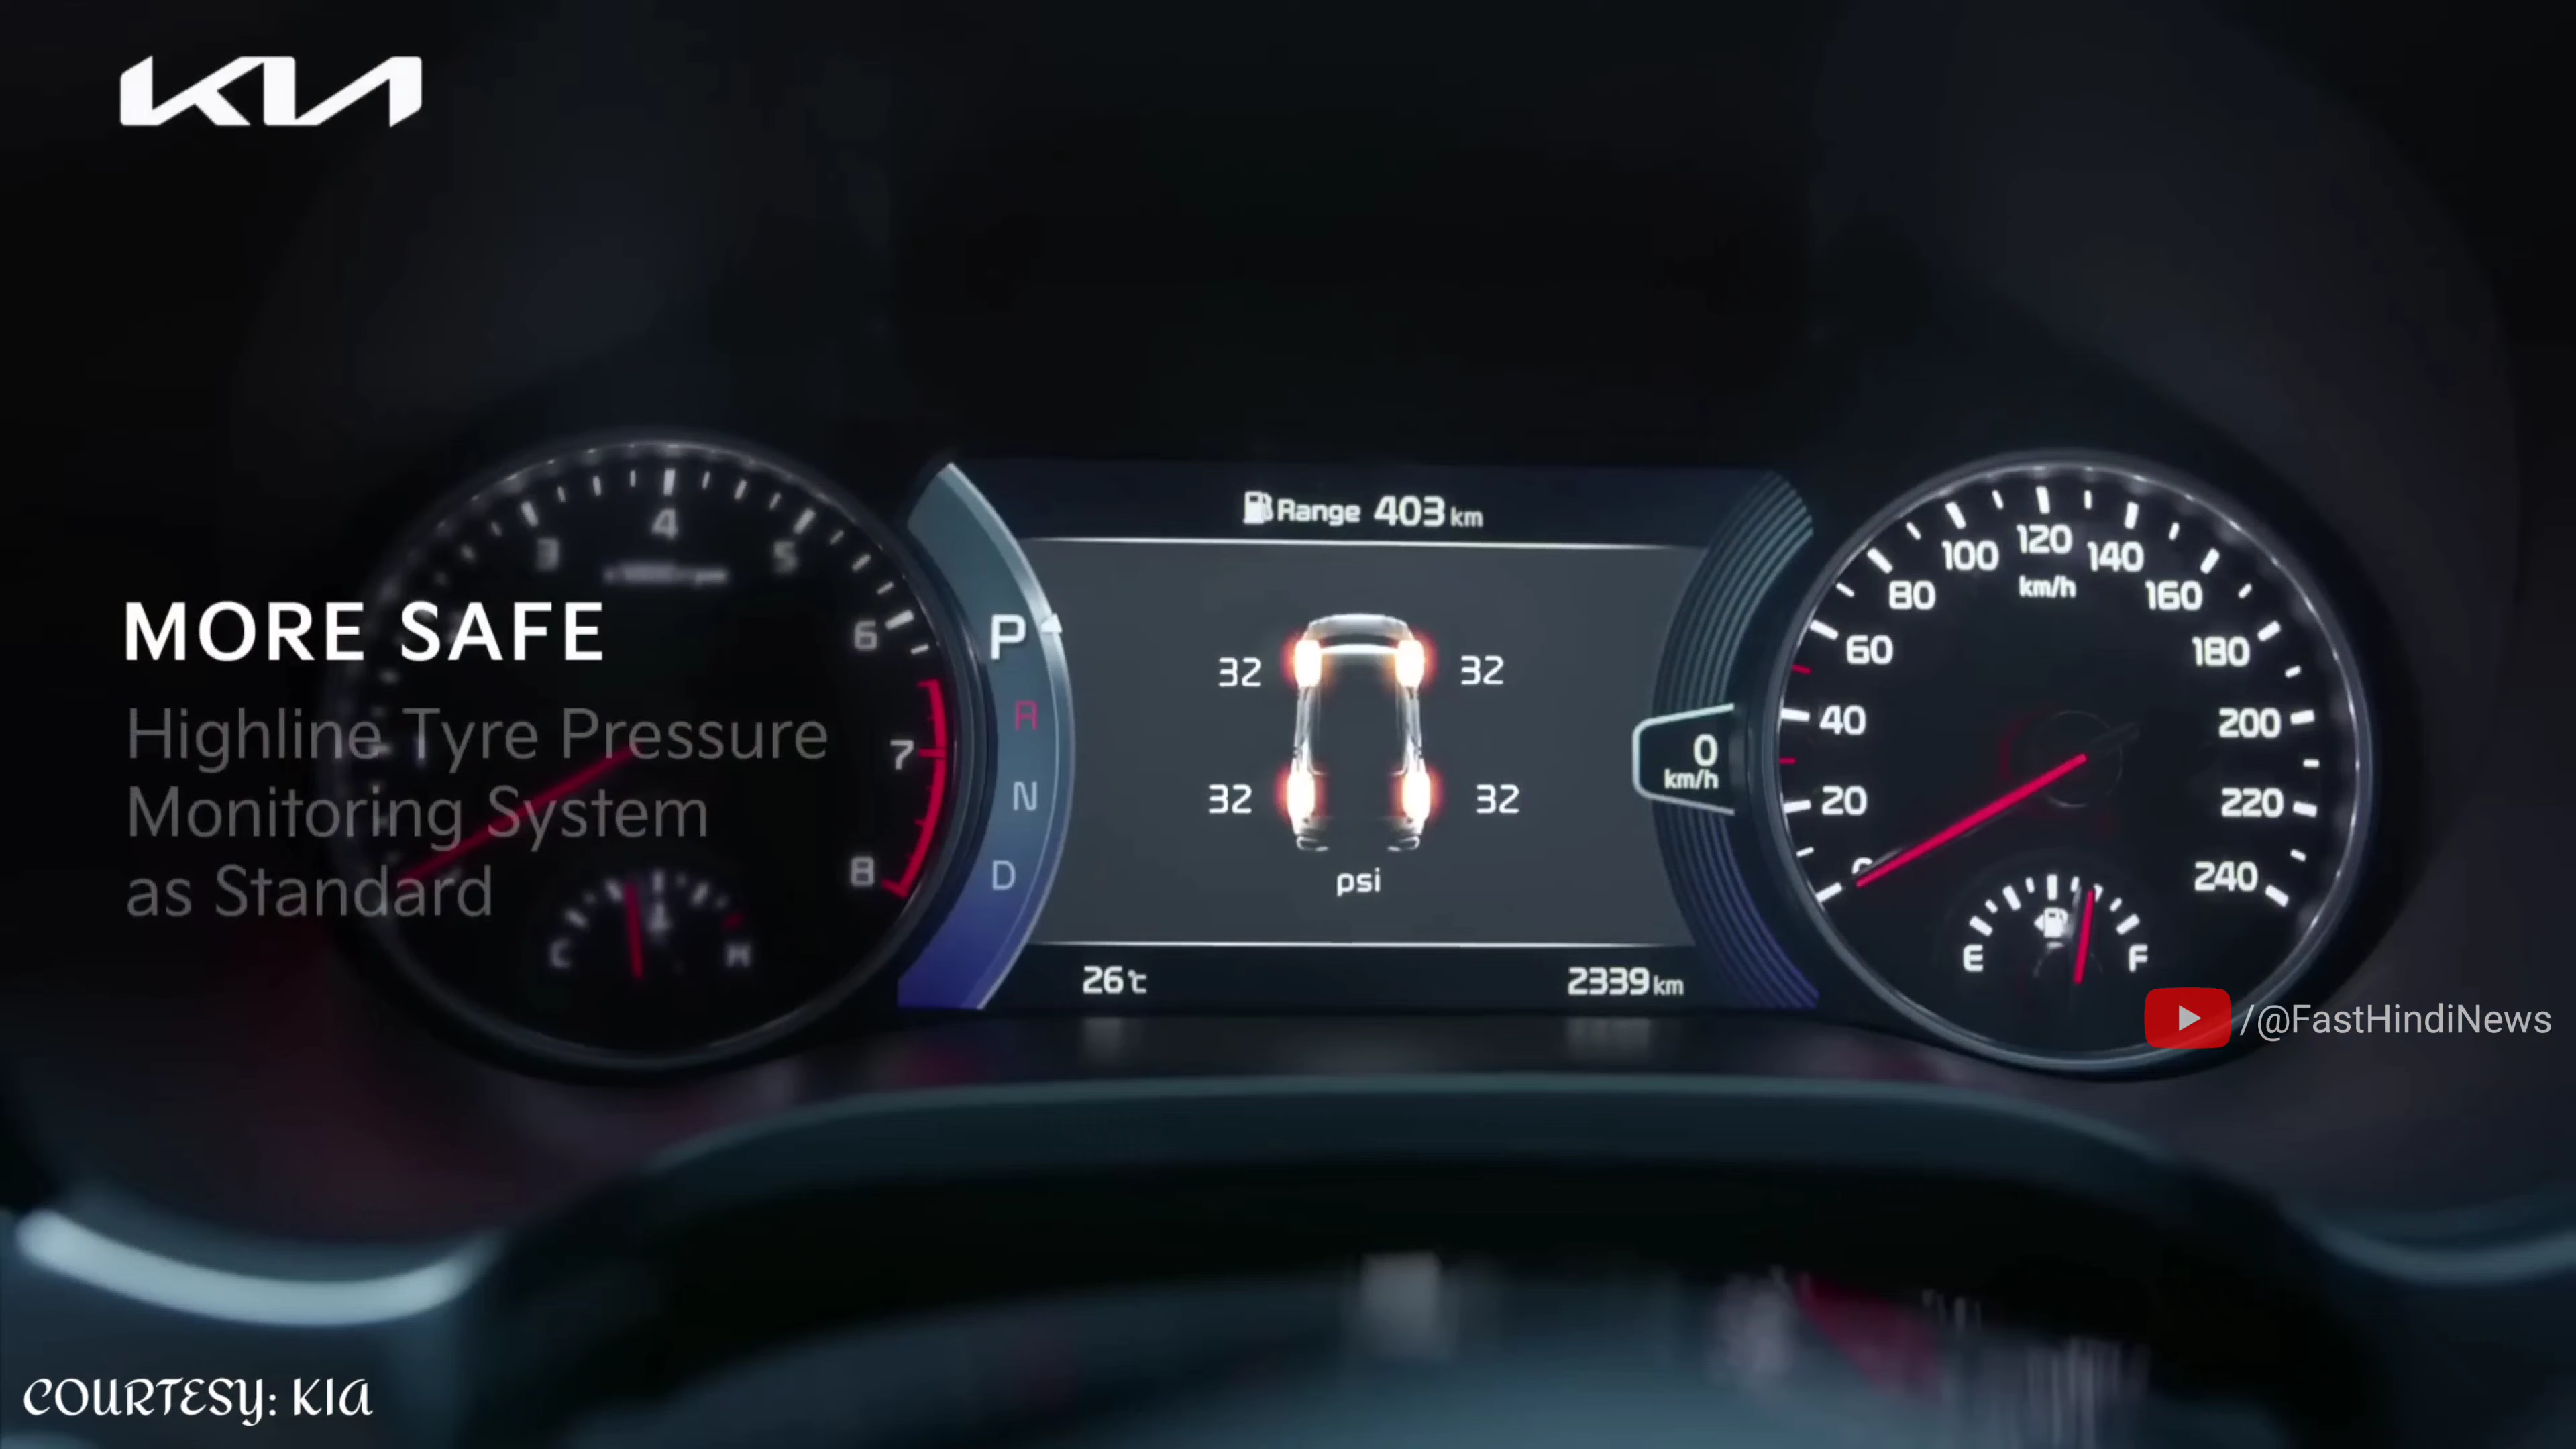 KIA
MORE SAFE
Highline Tyre Pressure
Monitoring System
as Standard
3
4
5
6
7
8
C
H
P
R
N
D
Range 403 km
32
32
32
32
psi
26℃
2339 km
0
km/h
0
20
40
60
80
100
120
140
160
180
200
220
240
km/h
E
F
/@FastHindiNews
COURTESY: KIA